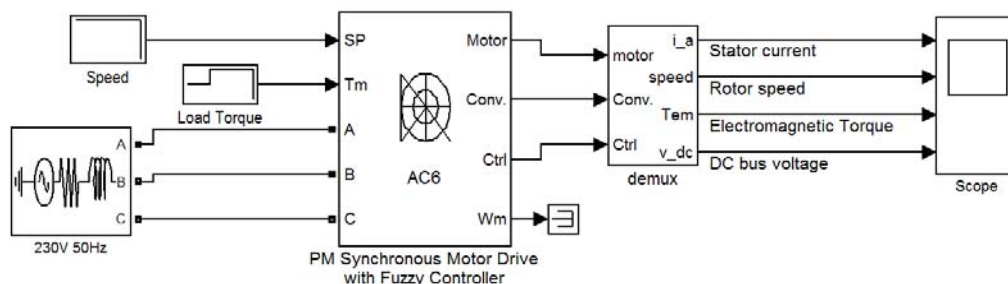 Speed
Load Torque
A
B
C
230V 50Hz
SP
Tm
A
B
C
Motor
Conv.
Ctrl
Wm
AC6
PM Synchronous Motor Drive
with Fuzzy Controller
motor
Conv.
Ctrl
i_a
speed
Tem
v_dc
demux
Stator current
Rotor speed
Electromagnetic Torque
DC bus voltage
Scope